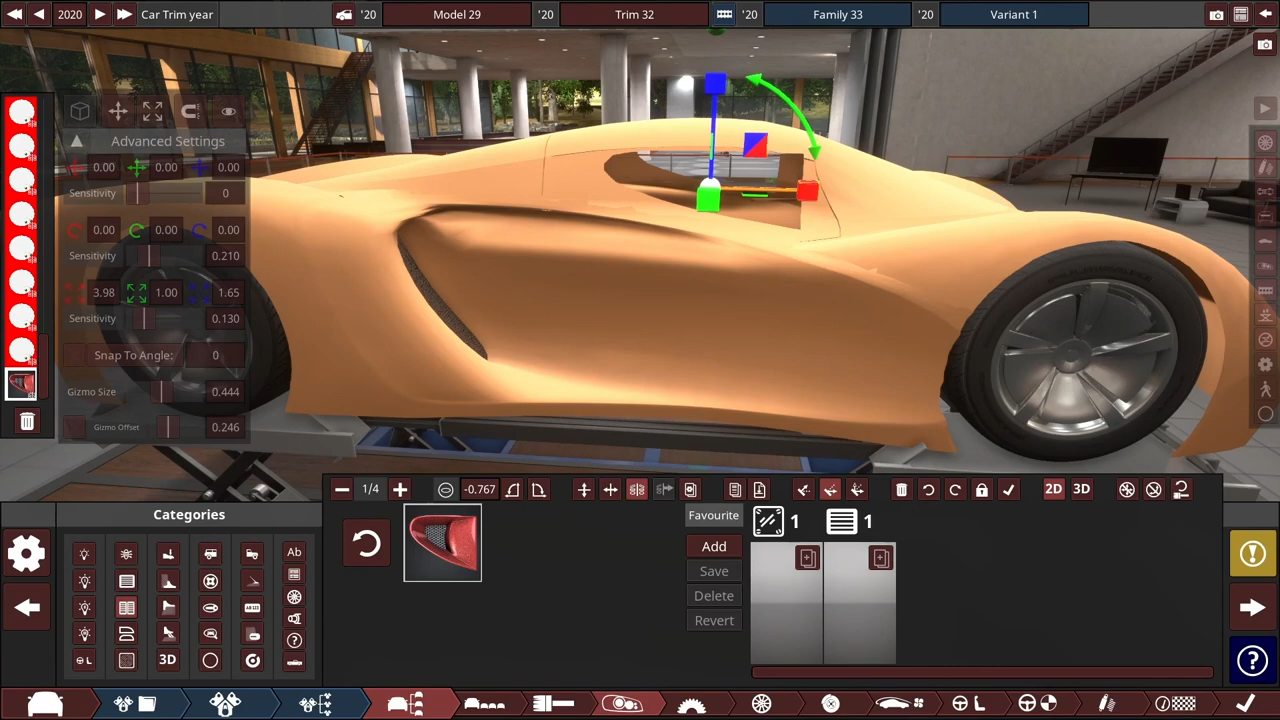 2020 Car Trim year '20 Model 29 '20 Trim 32 '20 Family 33 '20 Variant 1
Advanced Settings
0.00 0.00 0.00
Sensitivity 0
0.00 0.00 0.00
Sensitivity 0.210
3.98 1.00 1.65
Sensitivity 0.130
Snap To Angle: 0
Gizmo Size 0.444
Gizmo Offset 0.246
1/4 -0.767 2D 3D
Categories
Favourite
1 1
Add
Save
Delete
Revert
Ab
L
3D
?
?
L